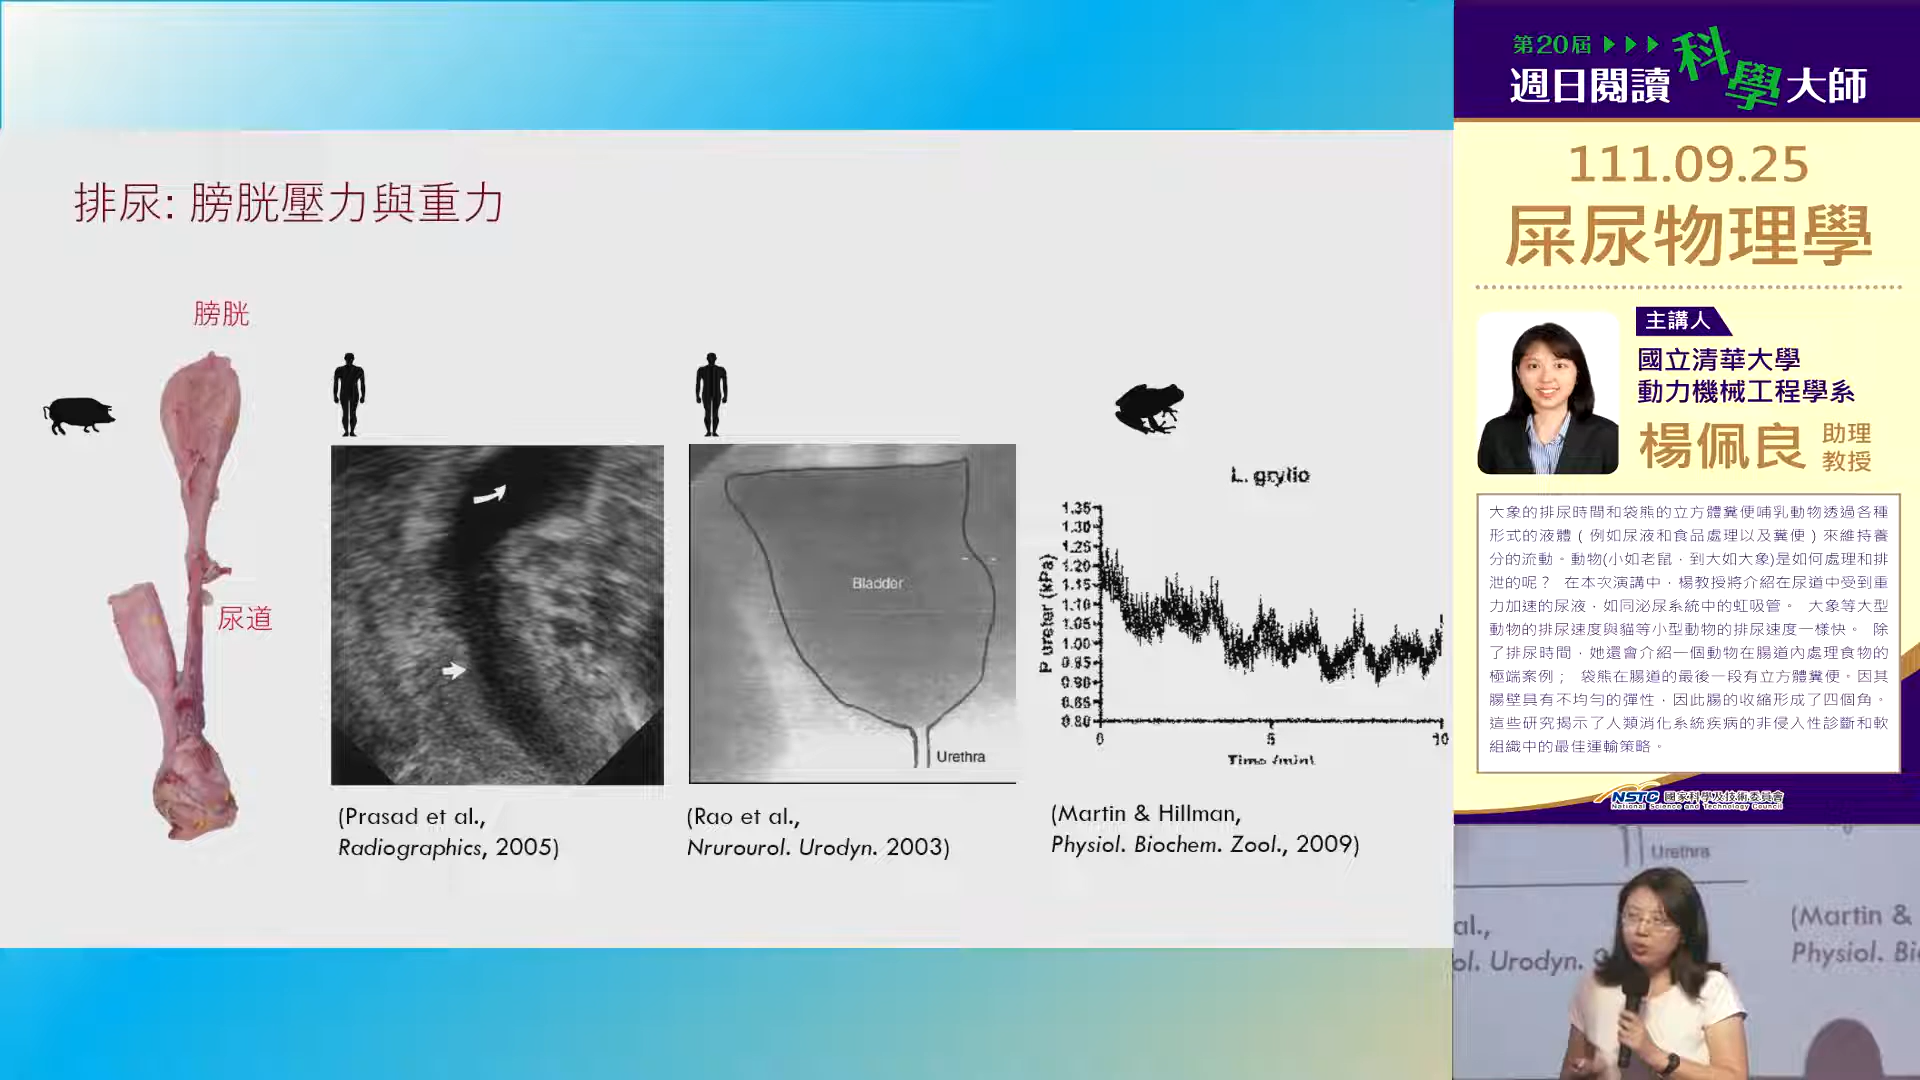 排尿: 膀胱壓力與重力
膀胱
尿道
Bladder
Urethra
L. grylio
P ureter (kPa)
1.35
1.30
1.25
1.20
1.15
1.10
1.05
1.00
0.95
0.90
0.85
0.80
0
5
10
Time (min)
(Prasad et al.,
Radiographics, 2005)
(Rao et al.,
Nrurourol. Urodyn. 2003)
(Martin & Hillman,
Physiol. Biochem. Zool., 2009)
第20屆
週日閱讀科學大師
111.09.25
屎尿物理學
主講人
國立清華大學
動力機械工程學系
楊佩良 助理教授
大象的排尿時間和袋熊的立方體糞便哺乳動物透過各種
形式的液體（例如尿液和食品處理以及糞便）來維持養
分的流動。動物(小如老鼠，到大如大象)是如何處理和排
泄的呢？ 在本次演講中，楊教授將介紹在尿道中受到重
力加速的尿液，如同泌尿系統中的虹吸管。 大象等大型
動物的排尿速度與貓等小型動物的排尿速度一樣快。 除
了排尿時間，她還會介紹一個動物在腸道內處理食物的
極端案例； 袋熊在腸道的最後一段有立方體糞便。因其
腸壁具有不均勻的彈性，因此腸的收縮形成了四個角。
這些研究揭示了人類消化系統疾病的非侵入性診斷和軟
組織中的最佳運輸策略。
NSTC 國家科學及技術委員會
National Science and Technology Council
Urethra
al.,
ol. Urodyn.
(Martin &
Physiol. Bi